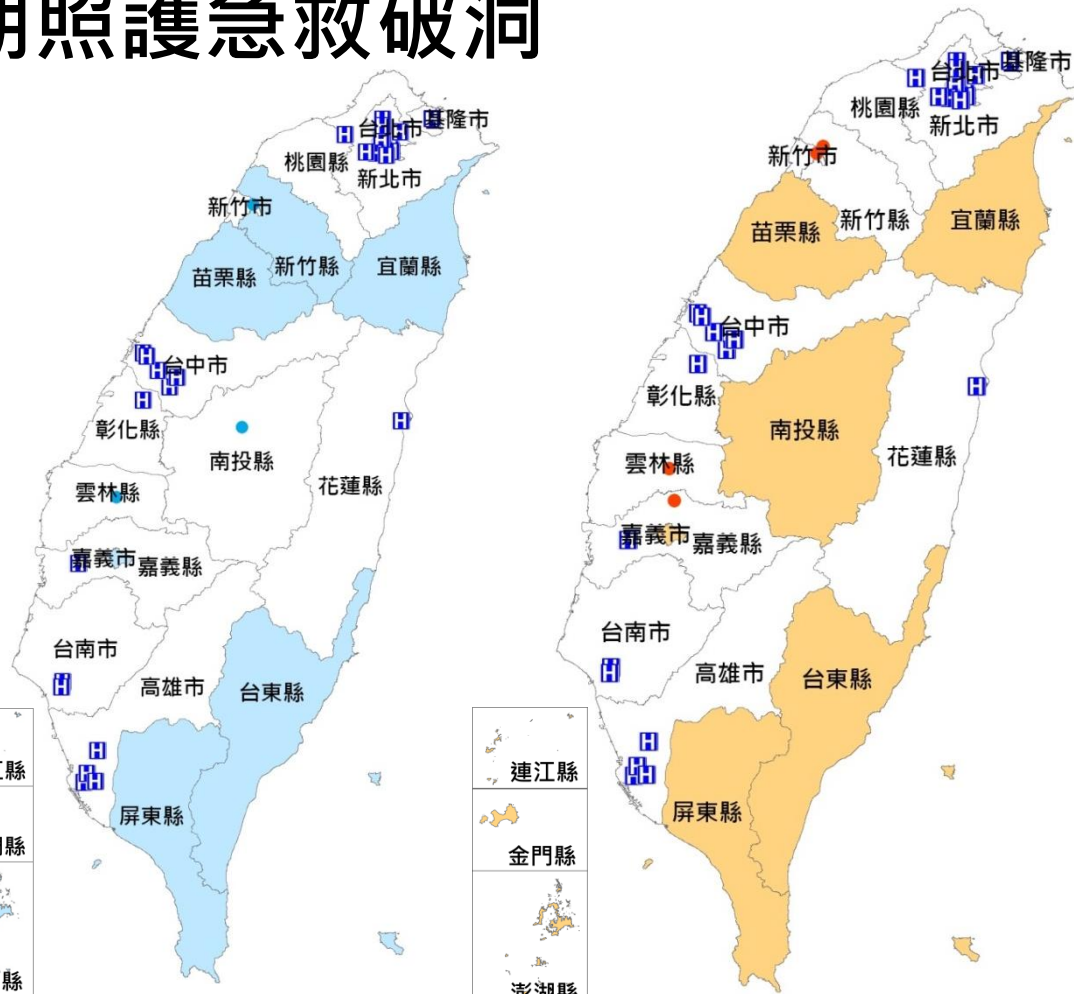 期照護急救破洞
基隆市
台北市
桃園縣
新北市
新竹市
新竹縣
宜蘭縣
苗栗縣
台中市
彰化縣
南投縣
雲林縣
花蓮縣
嘉義市
嘉義縣
台南市
高雄市
台東縣
屏東縣
縣
縣
縣
基隆市
台北市
桃園縣
新北市
新竹市
新竹縣
宜蘭縣
苗栗縣
台中市
彰化縣
南投縣
雲林縣
花蓮縣
嘉義市
嘉義縣
台南市
高雄市
台東縣
屏東縣
連江縣
金門縣
澎湖縣